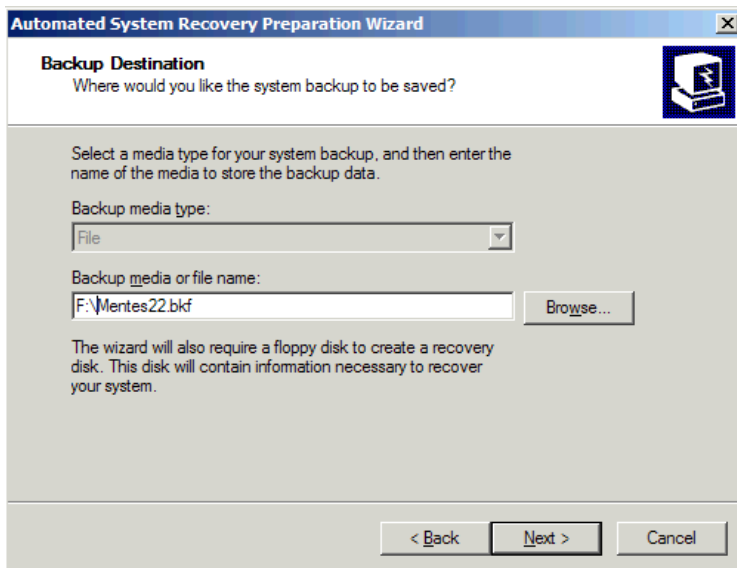 Automated System Recovery Preparation Wizard
Backup Destination
Where would you like the system backup to be saved?
Select a media type for your system backup, and then enter the
name of the media to store the backup data.
Backup media type:
File
Backup media or file name:
F:\Mentes22.bkf
Browse...
The wizard will also require a floppy disk to create a recovery
disk. This disk will contain information necessary to recover
your system.
< Back
Next >
Cancel